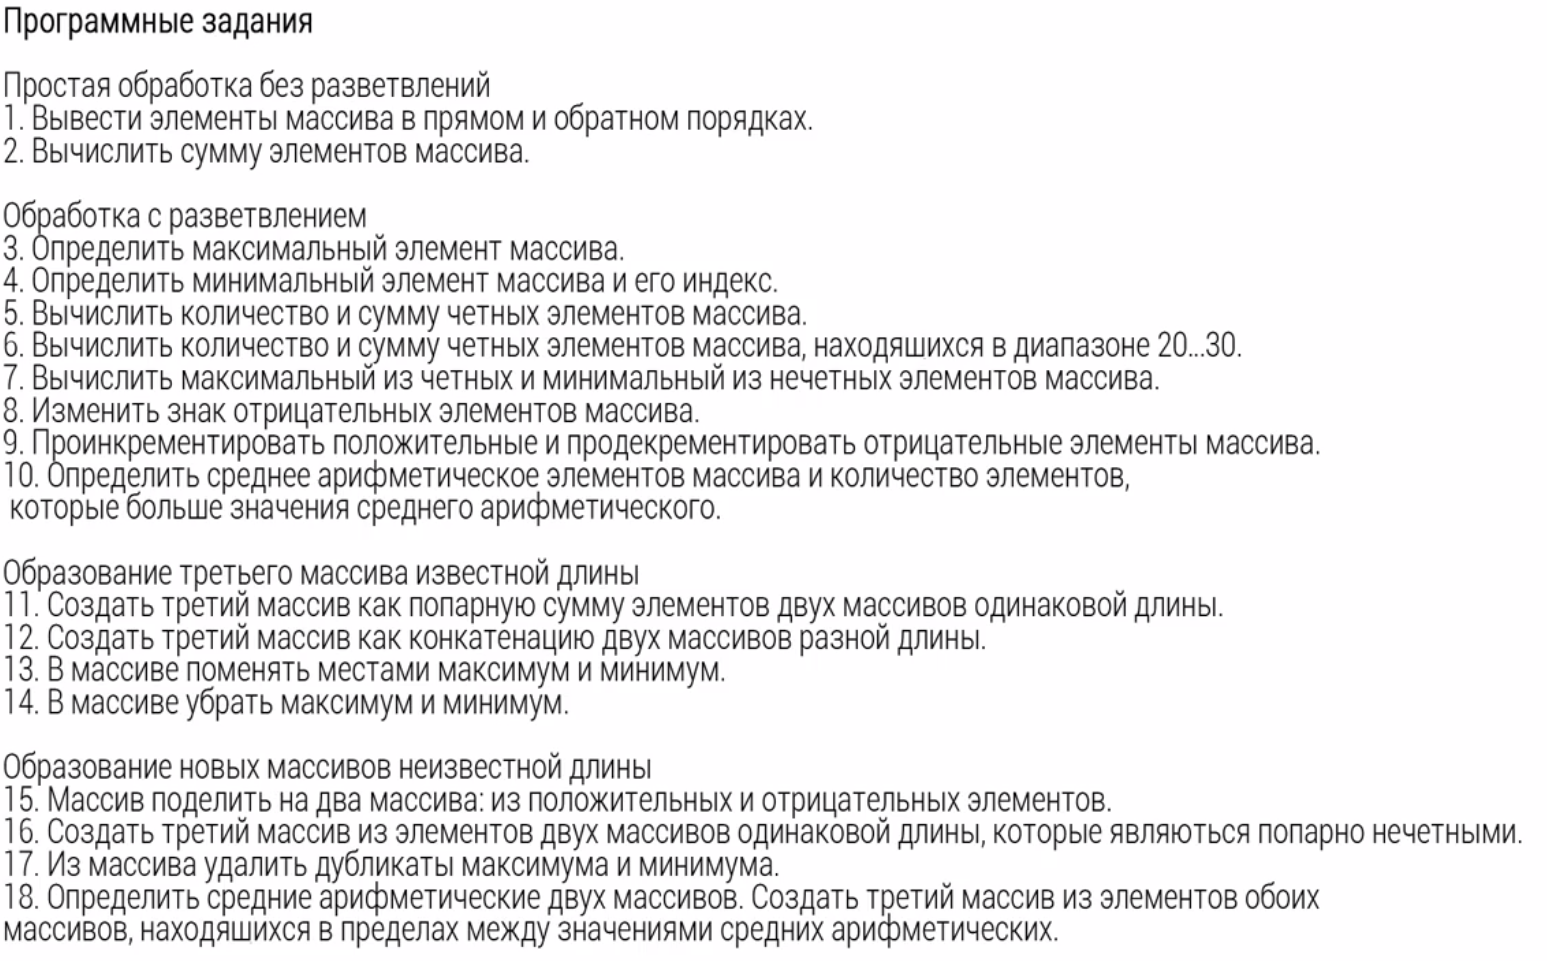 Программные задания
Простая обработка без разветвлений
1. Вывести элементы массива в прямом и обратном порядках.
2. Вычислить сумму элементов массива.
Обработка с разветвлением
3. Определить максимальный элемент массива.
4. Определить минимальный элемент массива и его индекс.
5. Вычислить количество и сумму четных элементов массива.
6. Вычислить количество и сумму четных элементов массива, находяшихся в диапазоне 20...30.
7. Вычислить максимальный из четных и минимальный из нечетных элементов массива.
8. Изменить знак отрицательных элементов массива.
9. Проинкрементировать положительные и продекрементировать отрицательные элементы массива.
10. Определить среднее арифметическое элементов массива и количество элементов,
которые больше значения среднего арифметического.
Образование третьего массива известной длины
11. Создать третий массив как попарную сумму элементов двух массивов одинаковой длины.
12. Создать третий массив как конкатенацию двух массивов разной длины.
13. В массиве поменять местами максимум и минимум.
14. В массиве убрать максимум и минимум.
Образование новых массивов неизвестной длины
15. Массив поделить на два массива: из положительных и отрицательных элементов.
16. Создать третий массив из элементов двух массивов одинаковой длины, которые являються попарно нечетными.
17. Из массива удалить дубликаты максимума и минимума.
18. Определить средние арифметические двух массивов. Создать третий массив из элементов обоих
массивов, находяшихся в пределах между значениями средних арифметических.